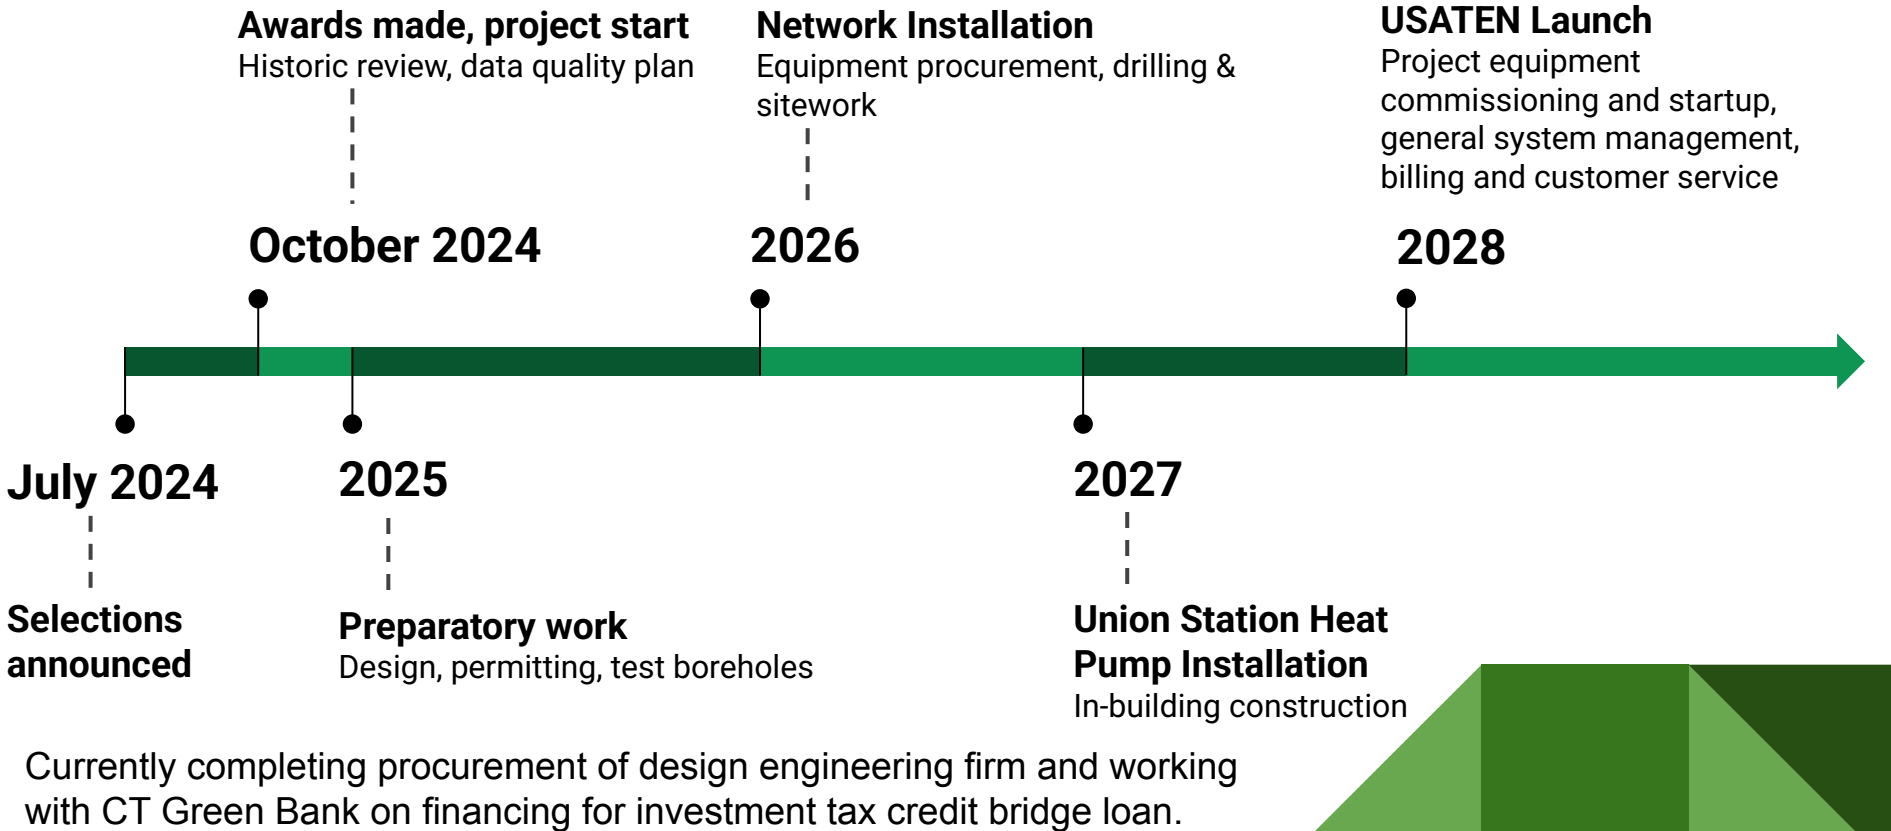 Awards made, project start
Historic review, data quality plan
October 2024
Network Installation
Equipment procurement, drilling &
sitework
2026
USATEN Launch
Project equipment
commissioning and startup,
general system management,
billing and customer service
2028
July 2024
Selections
announced
2025
Preparatory work
Design, permitting, test boreholes
2027
Union Station Heat
Pump Installation
In-building construction
Currently completing procurement of design engineering firm and working
with CT Green Bank on financing for investment tax credit bridge loan.